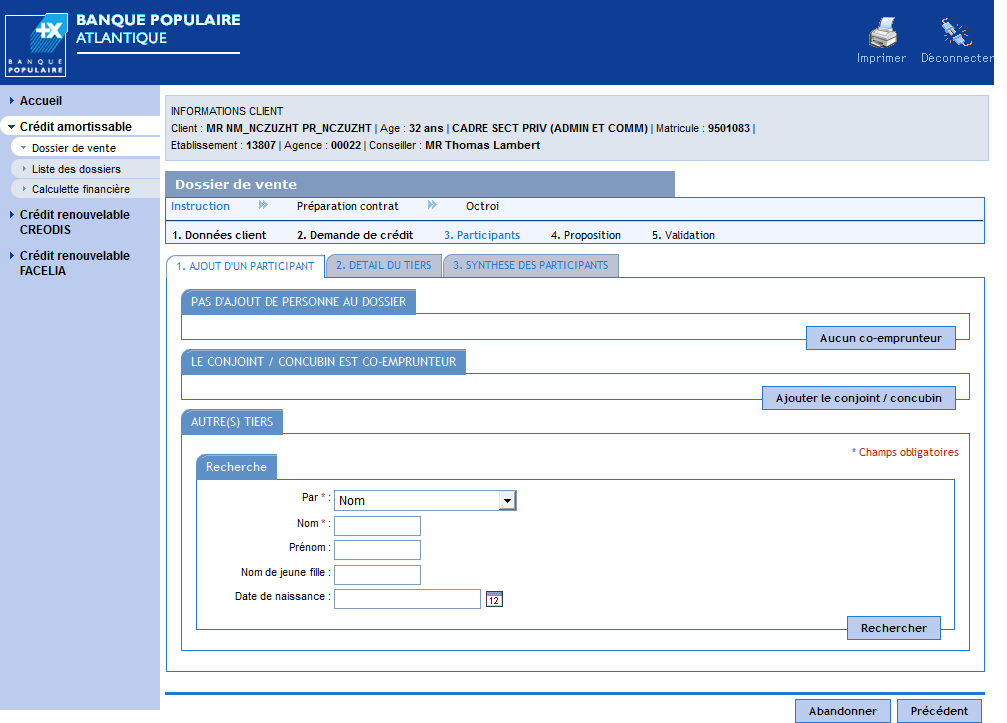 BANQUE POPULAIRE
ATLANTIQUE
BANQUE
POPULAIRE
Imprimer
Déconnecter
Accueil
Crédit amortissable
Dossier de vente
Liste des dossiers
Calculette financière
Crédit renouvelable
CREODIS
Crédit renouvelable
FACELIA
INFORMATIONS CLIENT
Client : MR NM_NCZUZHT PR_NCZUZHT | Age : 32 ans | CADRE SECT PRIV (ADMIN ET COMM) | Matricule : 9501083 |
Etablissement : 13807 | Agence : 00022 | Conseiller : MR Thomas Lambert
Dossier de vente
Instruction Préparation contrat Octroi
1. Données client 2. Demande de crédit 3. Participants 4. Proposition 5. Validation
1. AJOUT D'UN PARTICIPANT 2. DETAIL DU TIERS 3. SYNTHESE DES PARTICIPANTS
PAS D'AJOUT DE PERSONNE AU DOSSIER
Aucun co-emprunteur
LE CONJOINT / CONCUBIN EST CO-EMPRUNTEUR
Ajouter le conjoint / concubin
AUTRE(S) TIERS
* Champs obligatoires
Recherche
Par * : Nom
Nom * :
Prénom :
Nom de jeune fille :
Date de naissance : 12
Rechercher
Abandonner Précédent